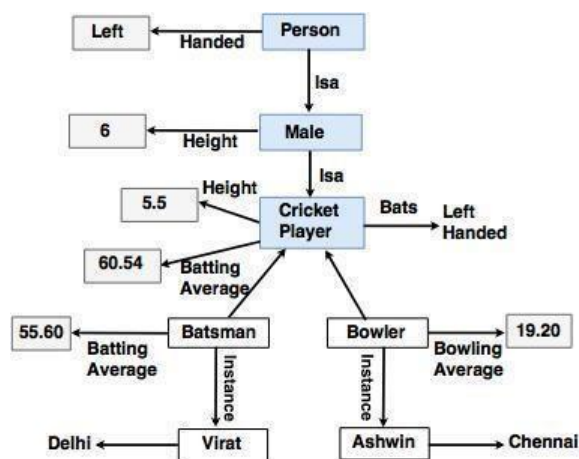 Left
Handed
Person
Isa
6
Height
Male
Isa
5.5
Height
Cricket
Player
Bats
Left
Handed
60.54
Batting
Average
55.60
Batting
Average
Batsman
Bowler
Bowling
Average
19.20
Instance
Instance
Delhi
Virat
Ashwin
Chennai